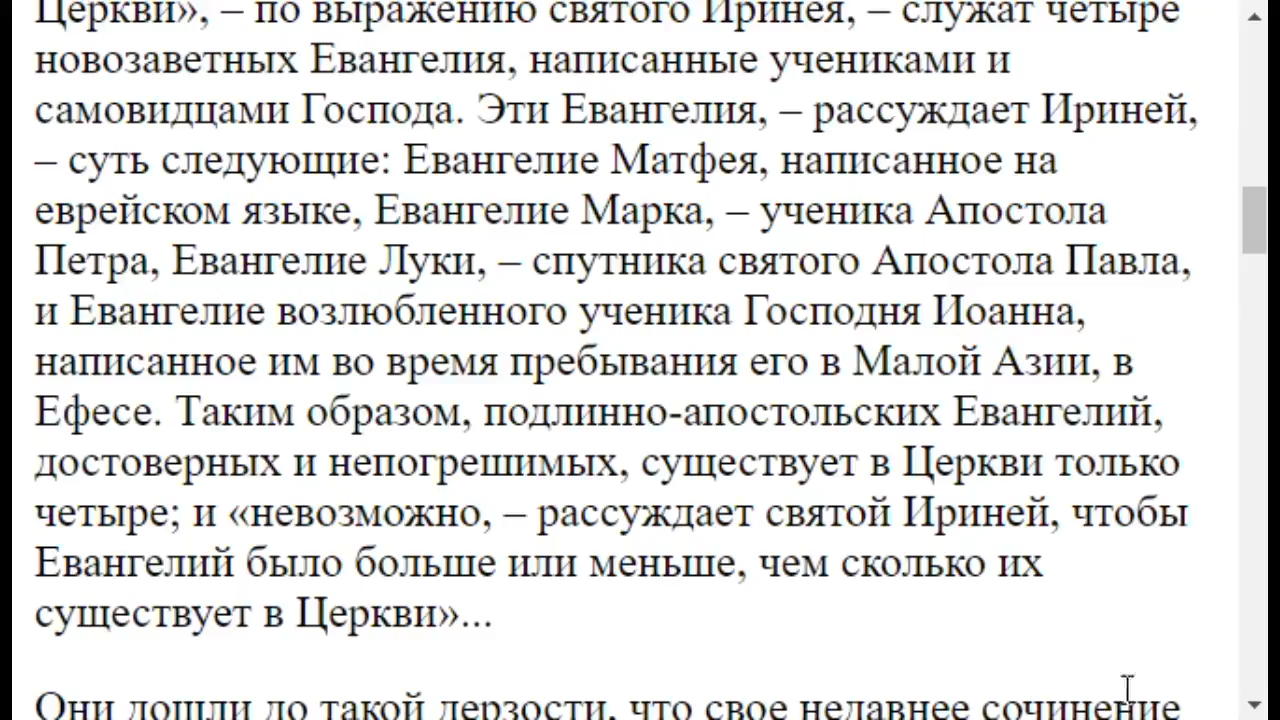 Церкви», – по выражению святого Иринея, – служат четыре
новозаветных Евангелия, написанные учениками и
самовидцами Господа. Эти Евангелия, – рассуждает Ириней,
– суть следующие: Евангелие Матфея, написанное на
еврейском языке, Евангелие Марка, – ученика Апостола
Петра, Евангелие Луки, – спутника святого Апостола Павла,
и Евангелие возлюбленного ученика Господня Иоанна,
написанное им во время пребывания его в Малой Азии, в
Ефесе. Таким образом, подлинно-апостольских Евангелий,
достоверных и непогрешимых, существует в Церкви только
четыре; и «невозможно, – рассуждает святой Ириней, чтобы
Евангелий было больше или меньше, чем сколько их
существует в Церкви»...
Они дошли до такой дерзости, что свое недавнее сочинение